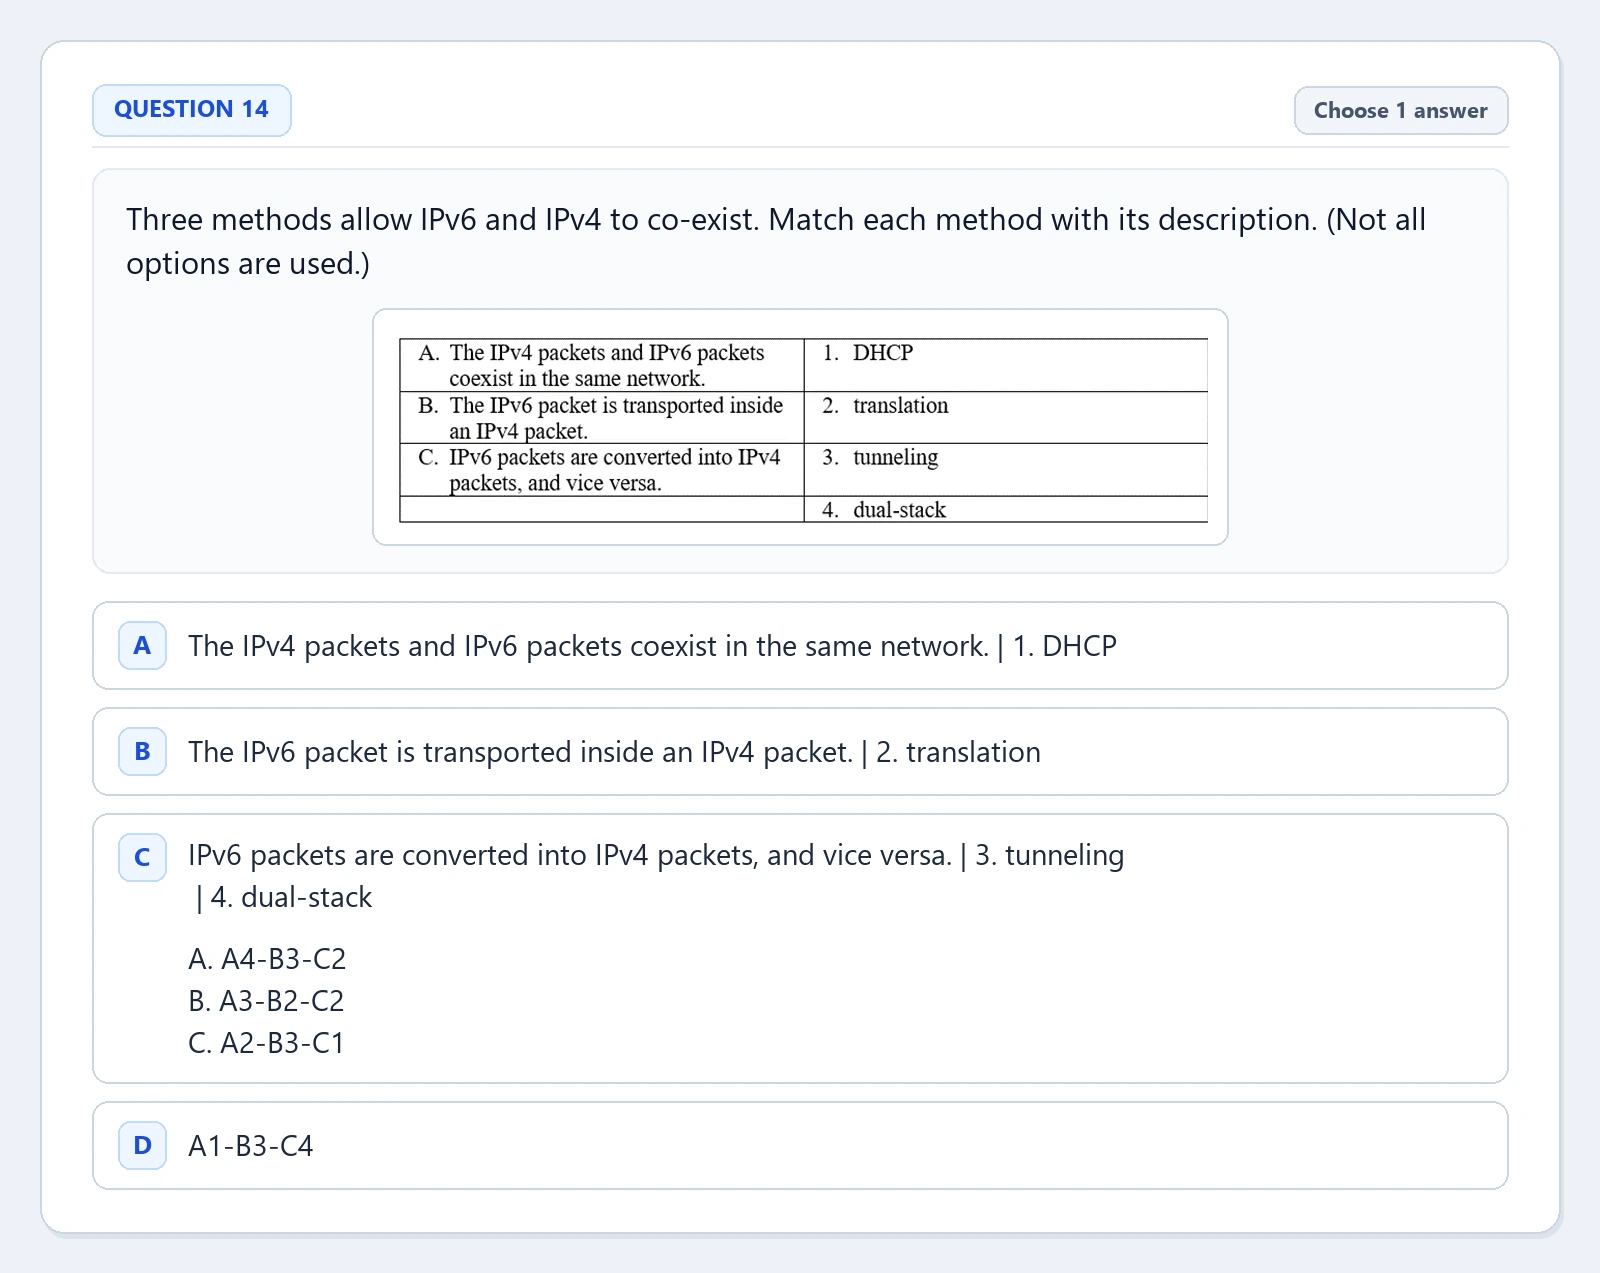 QUESTION 14
Choose 1 answer
Three methods allow IPv6 and IPv4 to co-exist. Match each method with its description. (Not all
options are used.)
A. The IPv4 packets and IPv6 packets
coexist in the same network.
1. DHCP
B. The IPv6 packet is transported inside
an IPv4 packet.
2. translation
C. IPv6 packets are converted into IPv4
packets, and vice versa.
3. tunneling
4. dual-stack
A The IPv4 packets and IPv6 packets coexist in the same network. | 1. DHCP
B The IPv6 packet is transported inside an IPv4 packet. | 2. translation
C IPv6 packets are converted into IPv4 packets, and vice versa. | 3. tunneling
| 4. dual-stack
A. A4-B3-C2
B. A3-B2-C2
C. A2-B3-C1
D A1-B3-C4